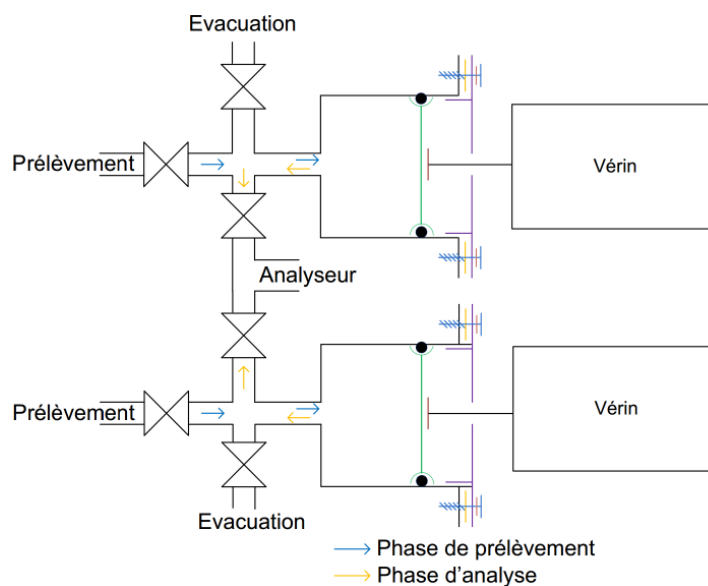 Evacuation
Prélèvement
Vérin
Analyseur
Prélèvement
Vérin
Evacuation
Phase de prélèvement
Phase d'analyse